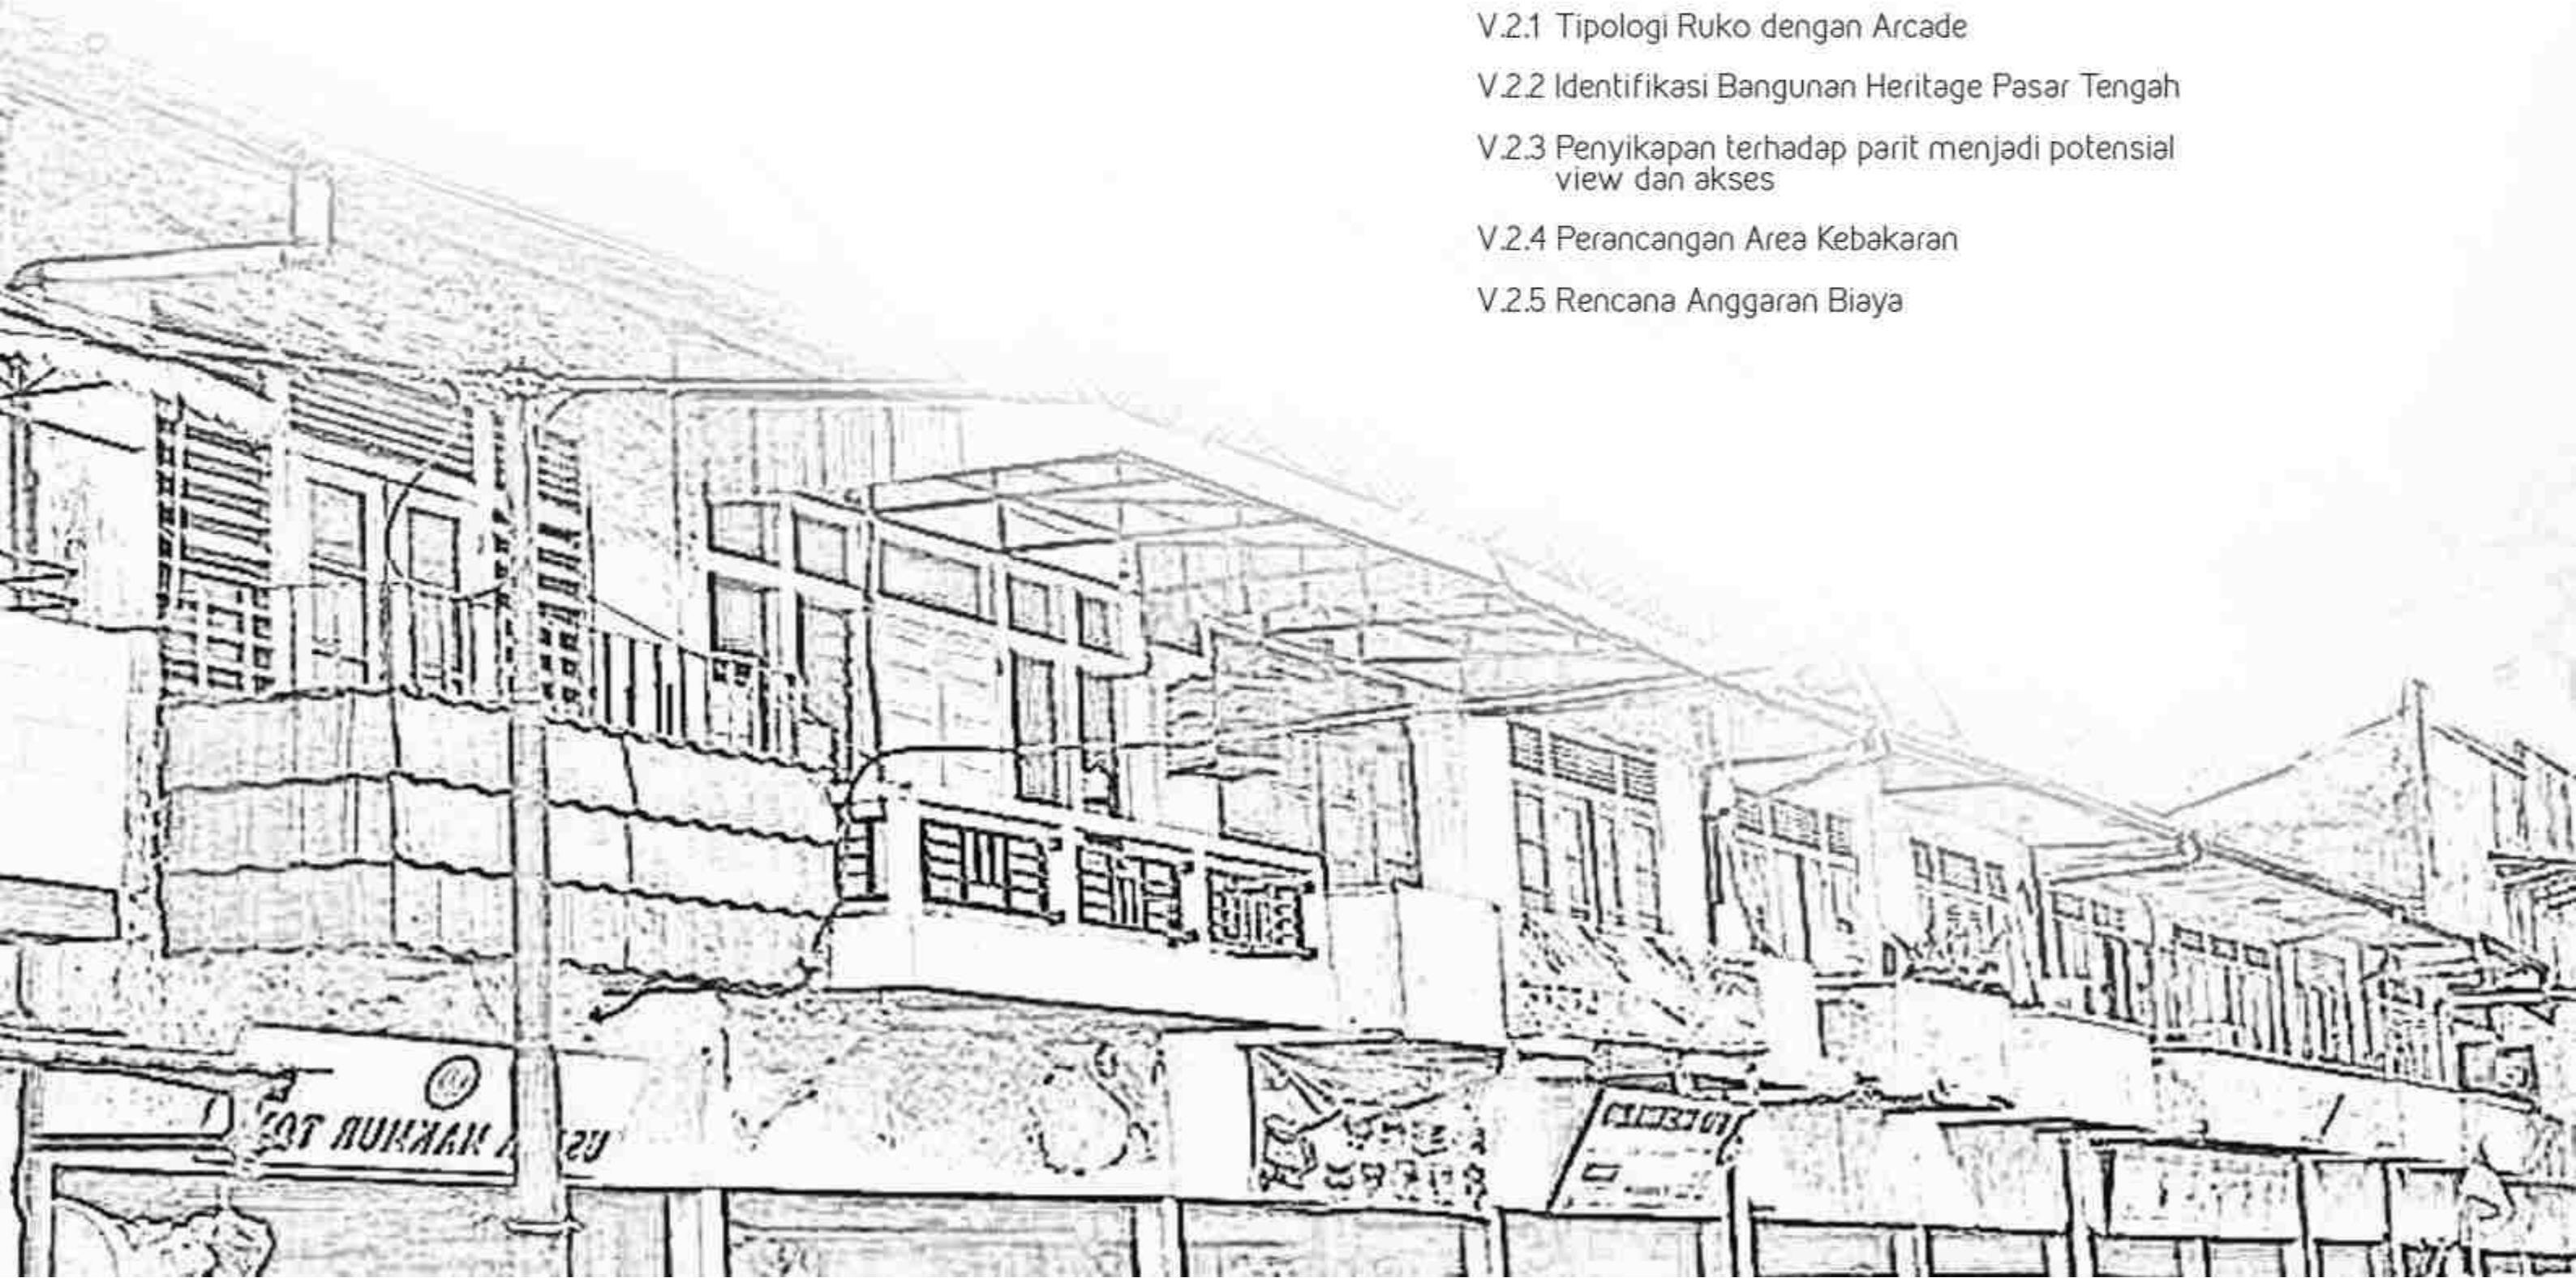 V.2.1 Tipologi Ruko dengan Arcade
V.2.2 Identifikasi Bangunan Heritage Pasar Tengah
V.2.3 Penyikapan terhadap parit menjadi potensial
view dan akses
V.2.4 Perancangan Area Kebakaran
V.2.5 Rencana Anggaran Biaya